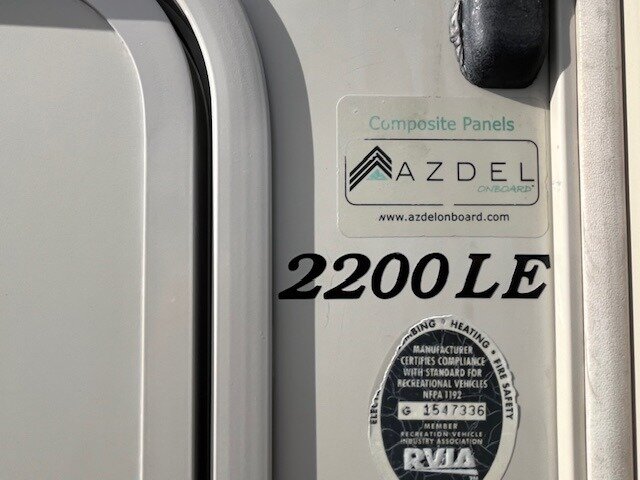 Composite Panels
AZDEL
ONBOARD
www.azdelonboard.com
2200 LE
HEATING • FIRE SAFETY
MANUFACTURER
CERTIFIES COMPLIANCE
WITH STANDARD FOR
RECREATIONAL VEHICLES
NFPA 1192
G 1547336
MEMBER
RECREATION VEHICLE
INDUSTRY ASSOCIATION
RVIA